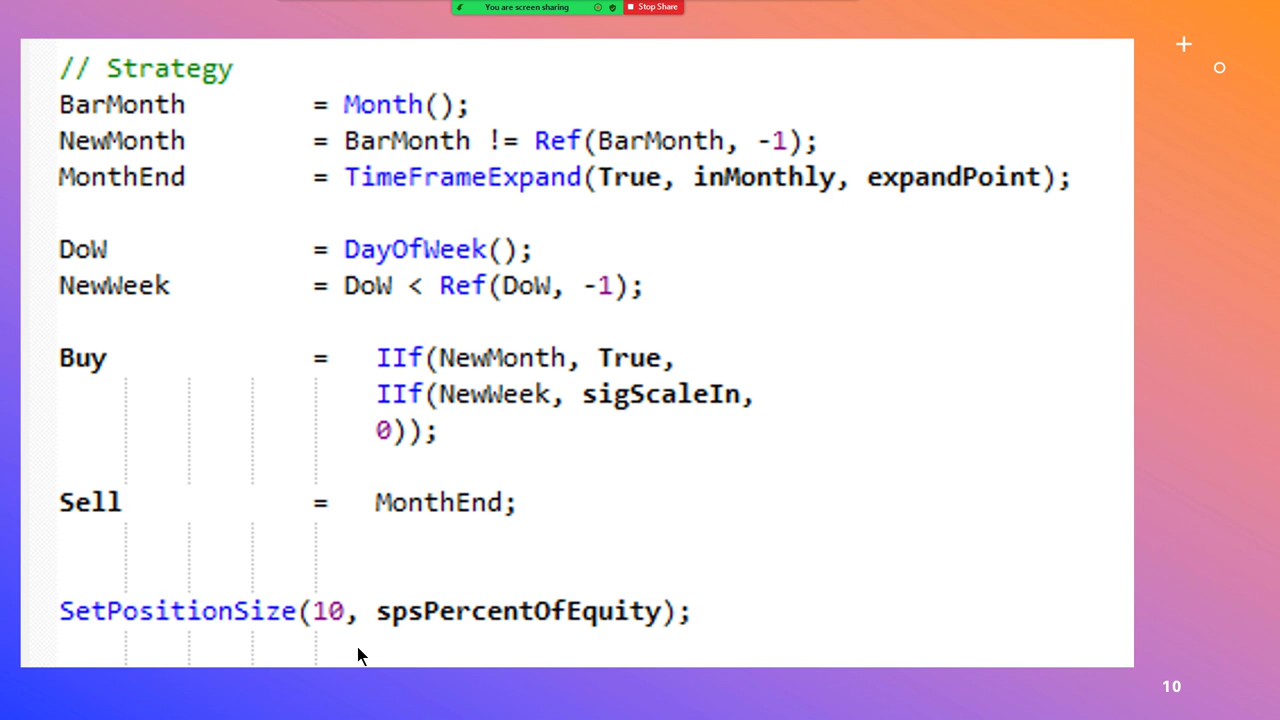 You are screen sharing Stop Share
// Strategy
BarMonth = Month();
NewMonth = BarMonth != Ref(BarMonth, -1);
MonthEnd = TimeFrameExpand(True, inMonthly, expandPoint);
DoW = DayOfWeek();
NewWeek = DoW < Ref(DoW, -1);
Buy = IIf(NewMonth, True,
IIf(NewWeek, sigScaleIn,
0));
Sell = MonthEnd;
SetPositionSize(10, spsPercentOfEquity);
10